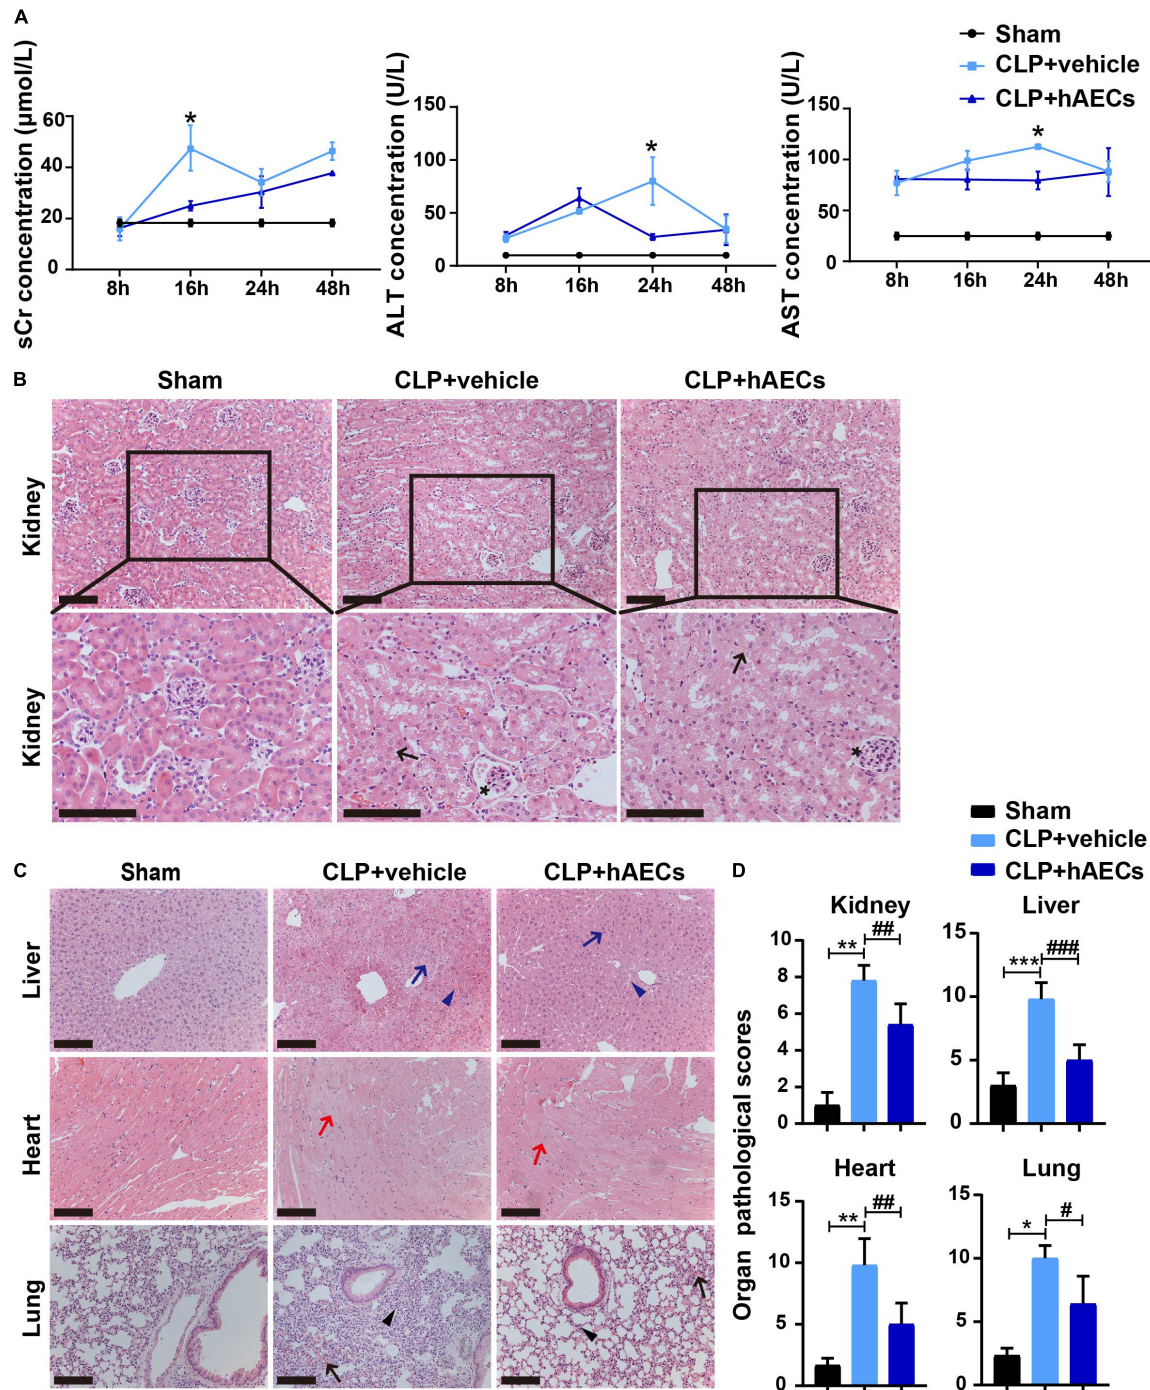 A
Sham
CLP+vehicle
CLP+hAECs
sCr concentration (μmol/L)
60
40
20
0
8h 16h 24h 48h
*
ALT concentration (U/L)
150
100
50
0
8h 16h 24h 48h
*
AST concentration (U/L)
150
100
50
0
8h 16h 24h 48h
*
B
Sham CLP+vehicle CLP+hAECs
Kidney
Kidney
*
*
C
Sham CLP+vehicle CLP+hAECs
Liver
Heart
Lung
D
Sham
CLP+vehicle
CLP+hAECs
Organ pathological scores
Kidney
10
8
6
4
2
0
** ##
Liver
15
10
5
0
*** ###
Heart
15
10
5
0
** ##
Lung
15
10
5
0
* #